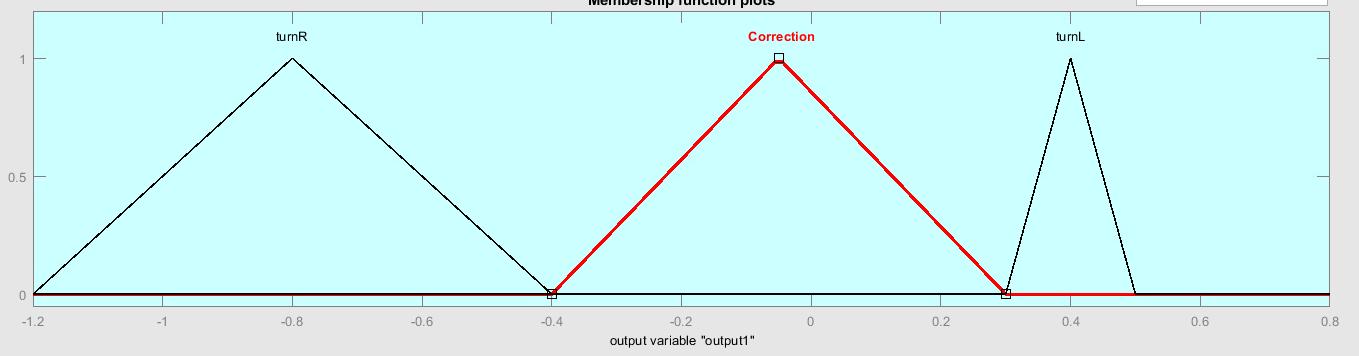 Membership function plots
turnR Correction turnL
1
0.5
0
-1.2 -1 -0.8 -0.6 -0.4 -0.2 0 0.2 0.4 0.6 0.8
output variable "output1"